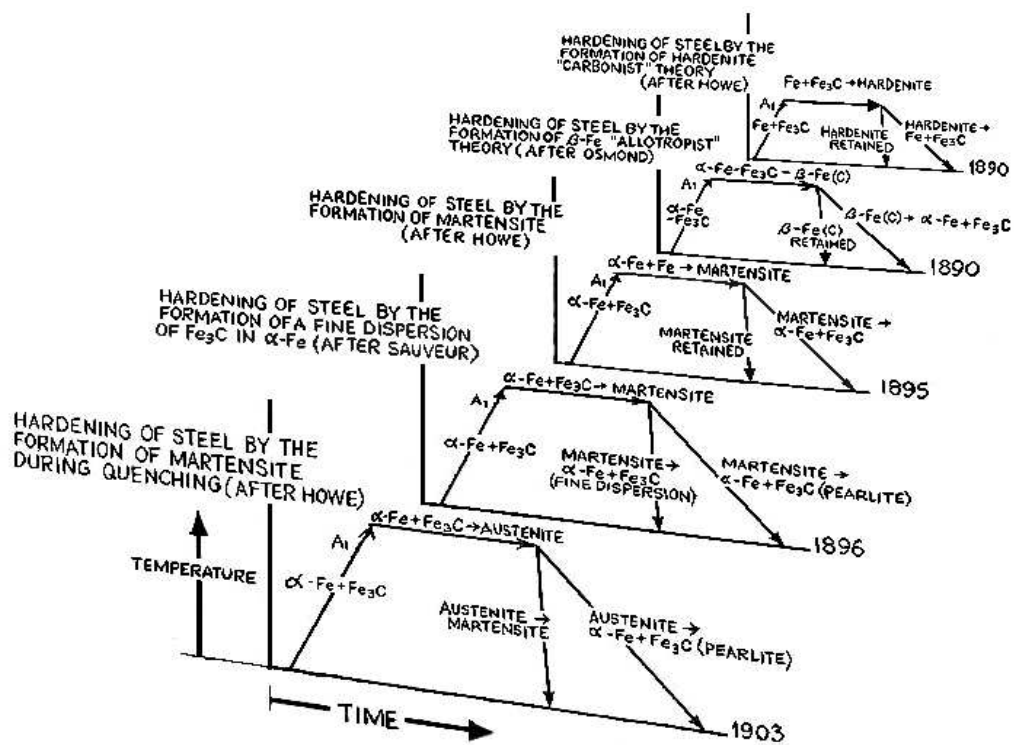 HARDENING OF STEEL BY THE
FORMATION OF HARDENITE
"CARBONIST" THEORY
(AFTER HOWE)
Fe+Fe₃C→HARDENITE
A₁
Fe+Fe₃C
HARDENITE
RETAINED
HARDENITE→
Fe+Fe₃C
1890
HARDENING OF STEEL BY THE
FORMATION OF β-Fe "ALLOTROPIST"
THEORY (AFTER OSMOND)
α-Fe-Fe₃C-β-Fe(C)
A₁
α-Fe
-Fe₃C
β-Fe(C)
RETAINED
β-Fe(C)→ α-Fe+Fe₃C
1890
HARDENING OF STEEL BY THE
FORMATION OF MARTENSITE
(AFTER HOWE)
α-Fe+Fe → MARTENSITE
A₁
α-Fe+Fe₃C
MARTENSITE
RETAINED
MARTENSITE→
α-Fe+Fe₃C
1895
HARDENING OF STEEL BY THE
FORMATION OF A FINE DISPERSION
OF Fe₃C IN α-Fe (AFTER SAUVEUR)
α-Fe+Fe₃C→ MARTENSITE
A₁
α-Fe+Fe₃C
MARTENSITE→
α-Fe+Fe₃C
(FINE DISPERSION)
MARTENSITE→
α-Fe+Fe₃C (PEARLITE)
1896
HARDENING OF STEEL BY THE
FORMATION OF MARTENSITE
DURING QUENCHING (AFTER HOWE)
α-Fe+Fe₃C→AUSTENITE
A₁
TEMPERATURE
α-Fe+Fe₃C
AUSTENITE→
MARTENSITE
AUSTENITE→
α-Fe+Fe₃C (PEARLITE)
TIME
1903